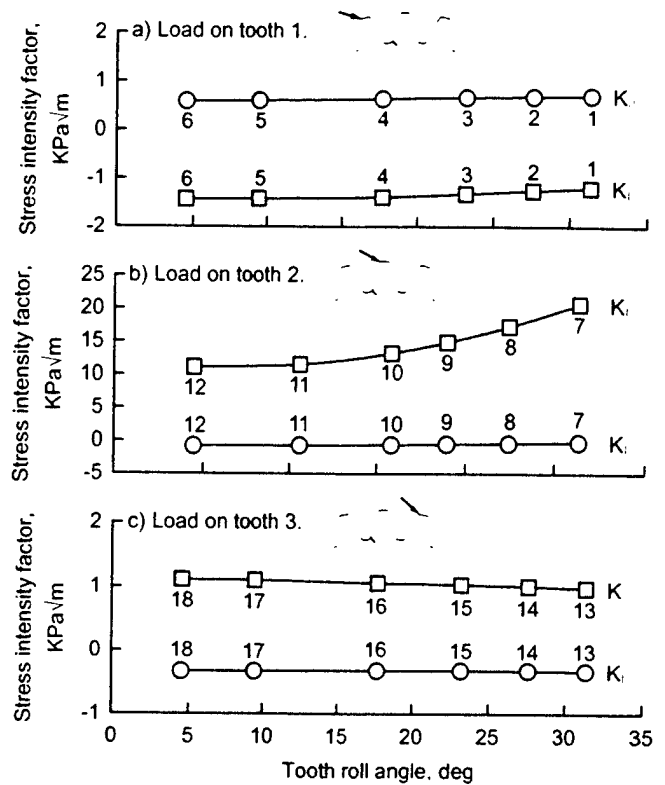 a) Load on tooth 1.
Stress intensity factor,
KPa√m
2
1
0
-1
-2
6 5 4 3 2 1
K
6 5 4 3 2 1
K
b) Load on tooth 2.
Stress intensity factor,
KPa√m
25
20
15
10
5
0
-5
12 11 10 9 8 7
K
12 11 10 9 8 7
K
c) Load on tooth 3.
Stress intensity factor,
KPa√m
2
1
0
-1
18 17 16 15 14 13
K
18 17 16 15 14 13
K
0 5 10 15 20 25 30 35
Tooth roll angle, deg